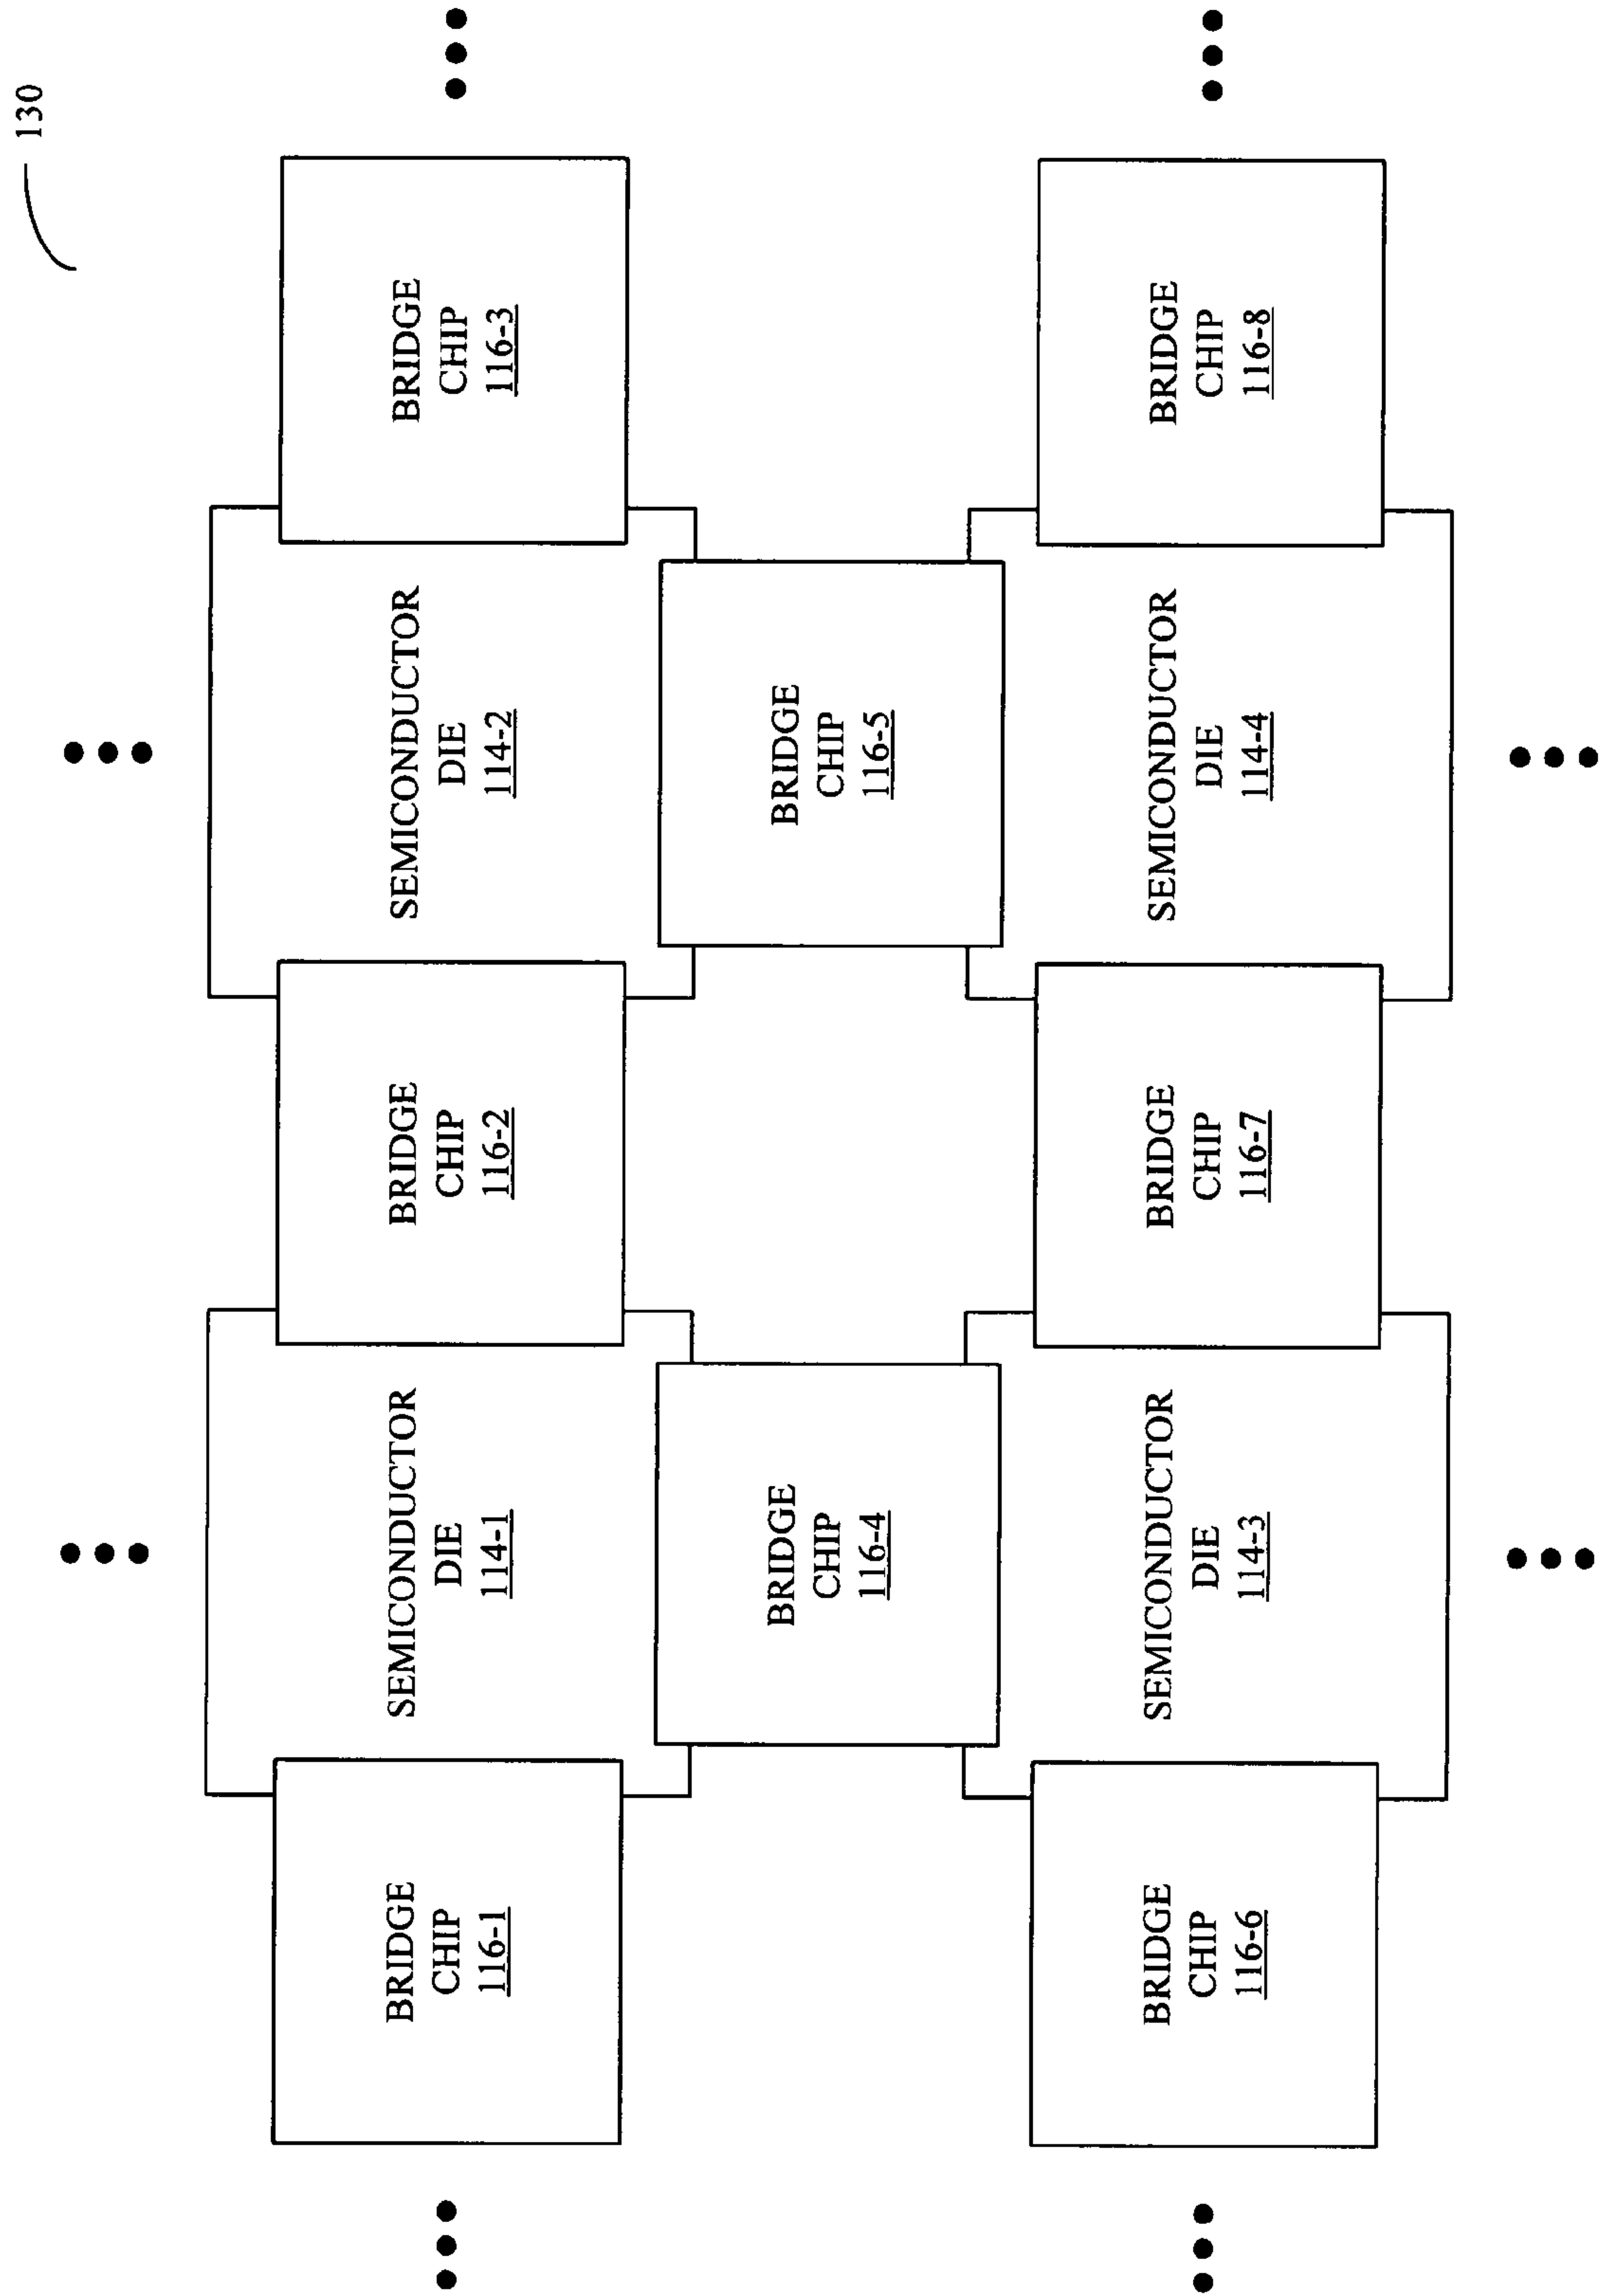 130
BRIDGE
CHIP
116-1
SEMICONDUCTOR
DIE
114-1
BRIDGE
CHIP
116-2
SEMICONDUCTOR
DIE
114-2
BRIDGE
CHIP
116-3
BRIDGE
CHIP
116-4
BRIDGE
CHIP
116-5
BRIDGE
CHIP
116-6
SEMICONDUCTOR
DIE
114-3
BRIDGE
CHIP
116-7
SEMICONDUCTOR
DIE
114-4
BRIDGE
CHIP
116-8